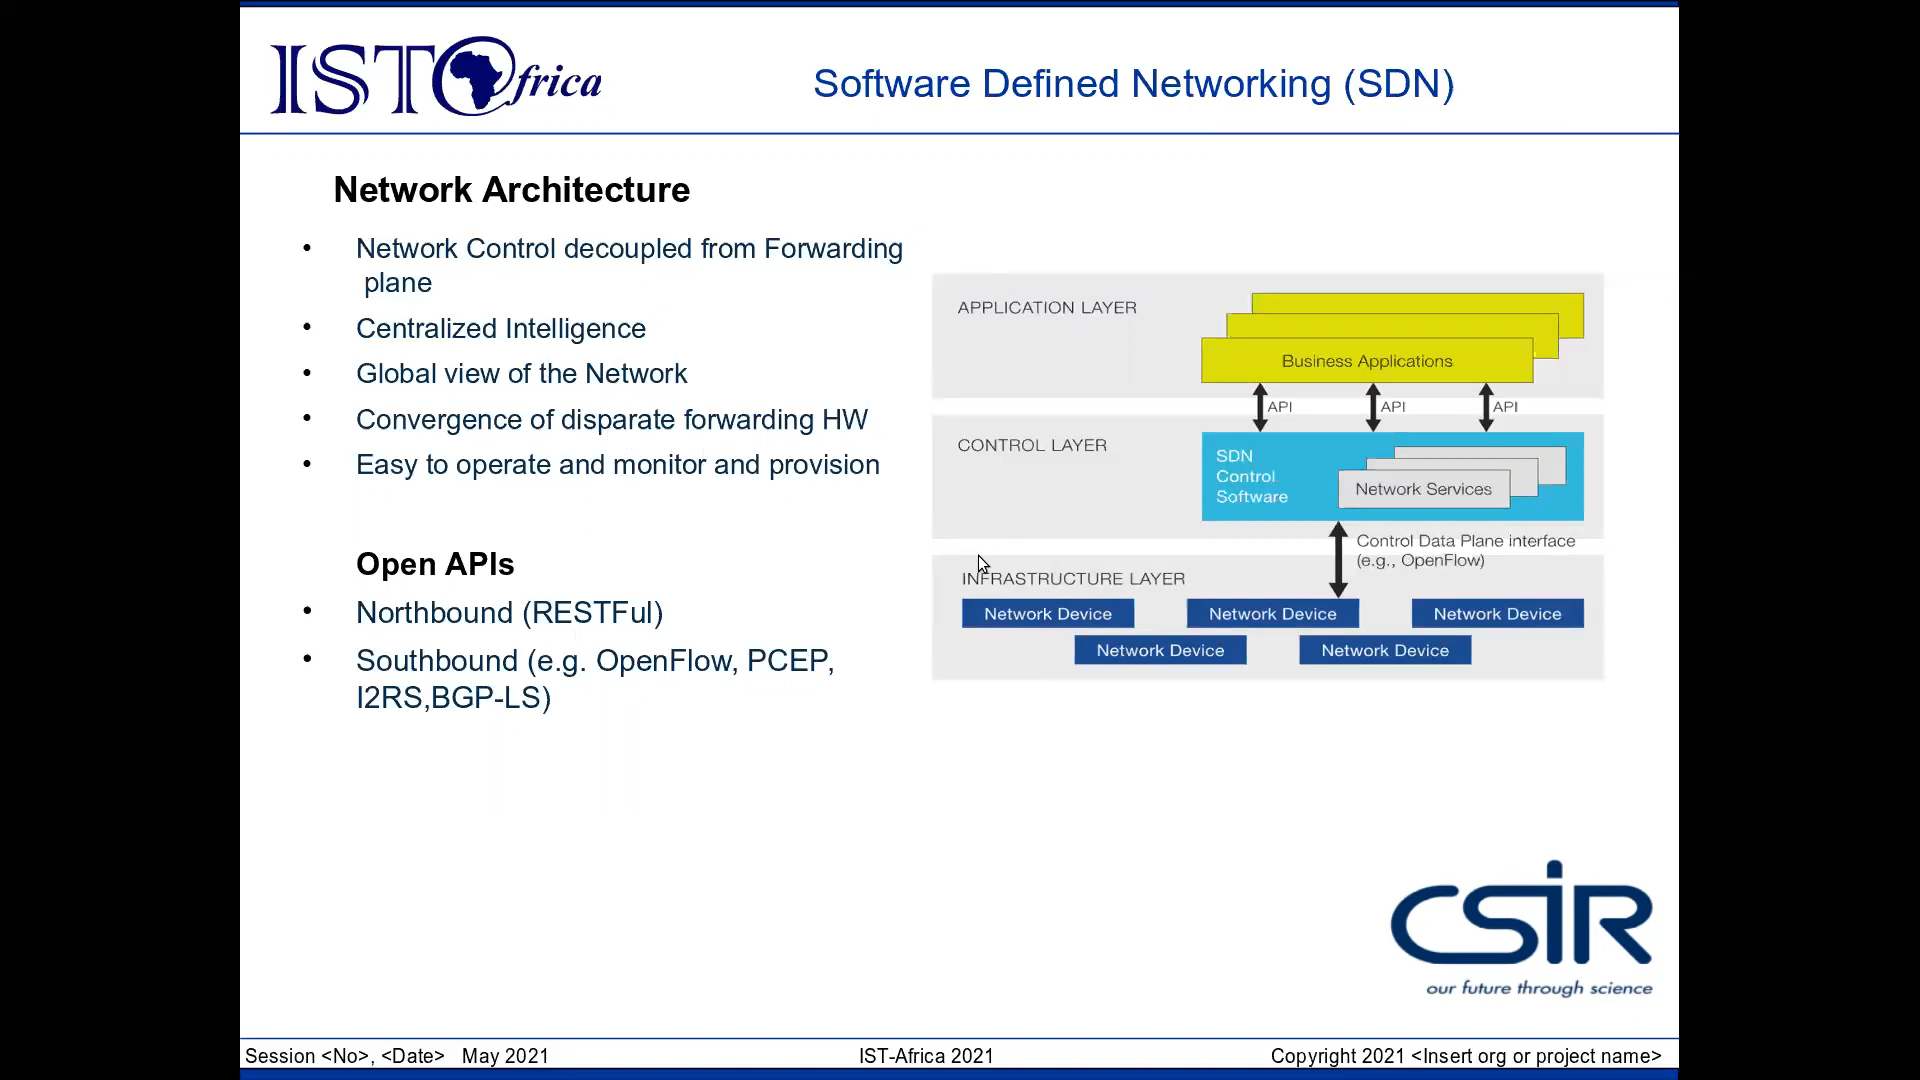 IST@frica
Software Defined Networking (SDN)
Network Architecture
• Network Control decoupled from Forwarding
plane
• Centralized Intelligence
• Global view of the Network
• Convergence of disparate forwarding HW
• Easy to operate and monitor and provision
Open APIs
• Northbound (RESTFul)
• Southbound (e.g. OpenFlow, PCEP,
I2RS,BGP-LS)
APPLICATION LAYER
Business Applications
API API API
CONTROL LAYER
SDN
Control
Software
Network Services
Control Data Plane interface
(e.g., OpenFlow)
INFRASTRUCTURE LAYER
Network Device Network Device Network Device
Network Device Network Device
CSIR
our future through science
Session <No>, <Date> May 2021 IST-Africa 2021 Copyright 2021 <Insert org or project name>